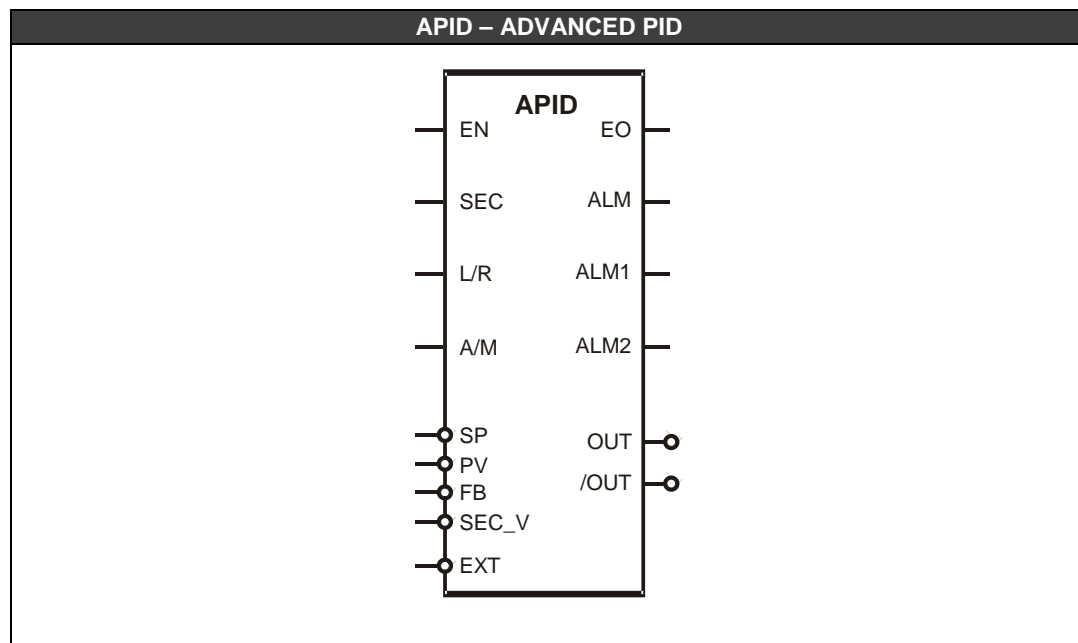 APID – ADVANCED PID
APID
EN EO
SEC ALM
L/R ALM1
A/M ALM2
SP OUT
PV /OUT
FB
SEC_V
EXT